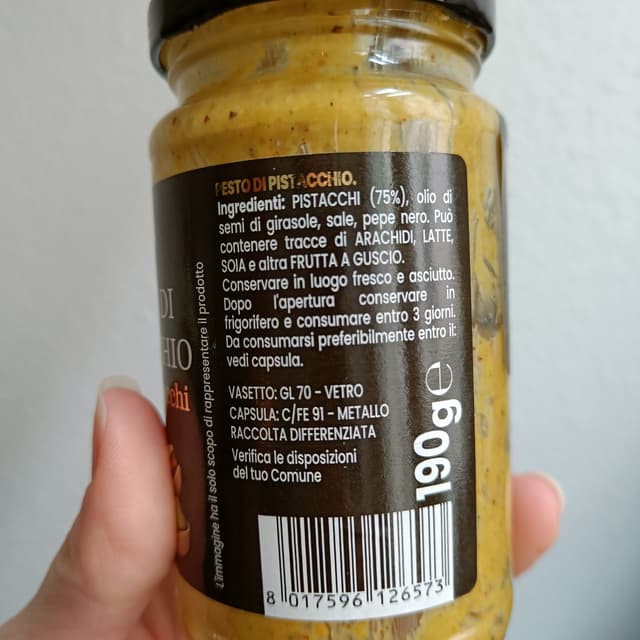 PESTO DI PISTACCHIO.
Ingredienti: PISTACCHI (75%), olio di
semi di girasole, sale, pepe nero. Può
contenere tracce di ARACHIDI, LATTE,
SOIA e altra FRUTTA A GUSCIO.
Conservare in luogo fresco e asciutto.
Dopo l'apertura conservare in
frigorifero e consumare entro 3 giorni.
Da consumarsi preferibilmente entro il:
vedi capsula.
VASETTO: GL 70 - VETRO
CAPSULA: C/FE 91 - METALLO
RACCOLTA DIFFERENZIATA
Verifica le disposizioni
del tuo Comune
190g e
8 017596 126573
L'immagine ha il solo scopo di rappresentare il prodotto
DI
HIO
chi